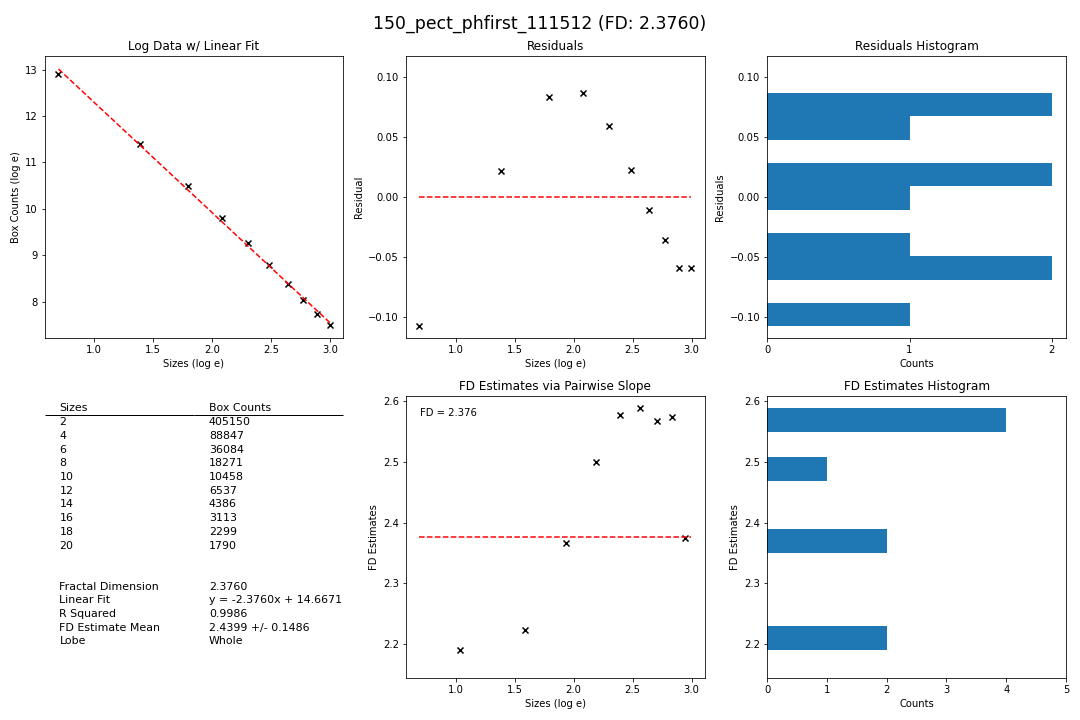 150_pect_phfirst_111512 (FD: 2.3760)
Log Data w/ Linear Fit
Box Counts (log e)
13
12
11
10
9
8
1.0 1.5 2.0 2.5 3.0
Sizes (log e)
Residuals
Residual
0.10
0.05
0.00
−0.05
−0.10
1.0 1.5 2.0 2.5 3.0
Sizes (log e)
Residuals Histogram
Residuals
0.10
0.05
0.00
−0.05
−0.10
0 1 2
Counts
Sizes Box Counts
2 405150
4 88847
6 36084
8 18271
10 10458
12 6537
14 4386
16 3113
18 2299
20 1790
Fractal Dimension 2.3760
Linear Fit y = -2.3760x + 14.6671
R Squared 0.9986
FD Estimate Mean 2.4399 +/- 0.1486
Lobe Whole
FD Estimates via Pairwise Slope
FD = 2.376
FD Estimates
2.6
2.5
2.4
2.3
2.2
1.0 1.5 2.0 2.5 3.0
Sizes (log e)
FD Estimates Histogram
FD Estimates
2.6
2.5
2.4
2.3
2.2
0 1 2 3 4 5
Counts